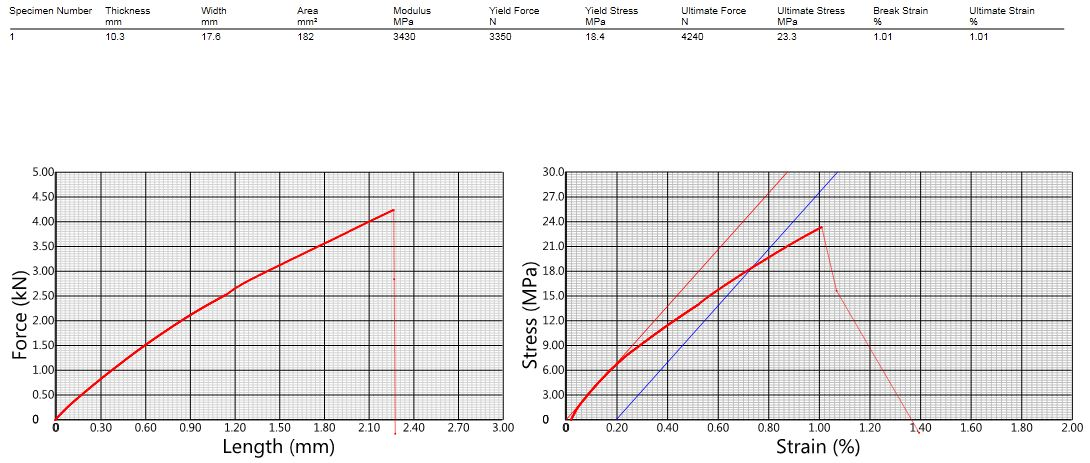 Specimen Number Thickness Width Area Modulus Yield Force Yield Stress Ultimate Force Ultimate Stress Break Strain Ultimate Strain
mm mm mm² MPa N MPa N MPa % %
1 10.3 17.6 182 3430 3350 18.4 4240 23.3 1.01 1.01
5.00
4.50
4.00
3.50
3.00
2.50
2.00
1.50
1.00
0.50
0
Force (kN)
0 0.30 0.60 0.90 1.20 1.50 1.80 2.10 2.40 2.70 3.00
Length (mm)
30.0
27.0
24.0
21.0
18.0
15.0
12.0
9.00
6.00
3.00
0
Stress (MPa)
0 0.20 0.40 0.60 0.80 1.00 1.20 1.40 1.60 1.80 2.00
Strain (%)